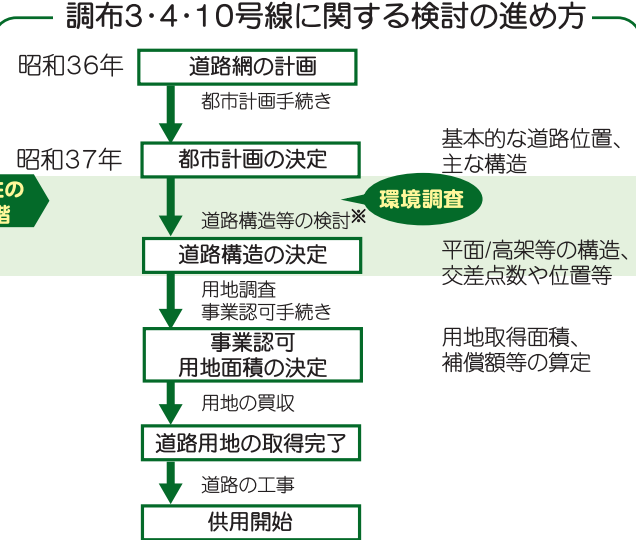 調布3・4・10号線に関する検討の進め方
昭和36年
道路網の計画
都市計画手続き
昭和37年
都市計画の決定
基本的な道路位置、
主な構造
の
階
環境調査
道路構造等の検討※
道路構造の決定
平面/高架等の構造、
交差点数や位置等
用地調査
事業認可手続き
事業認可
用地面積の決定
用地取得面積、
補償額等の算定
用地の買収
道路用地の取得完了
道路の工事
供用開始